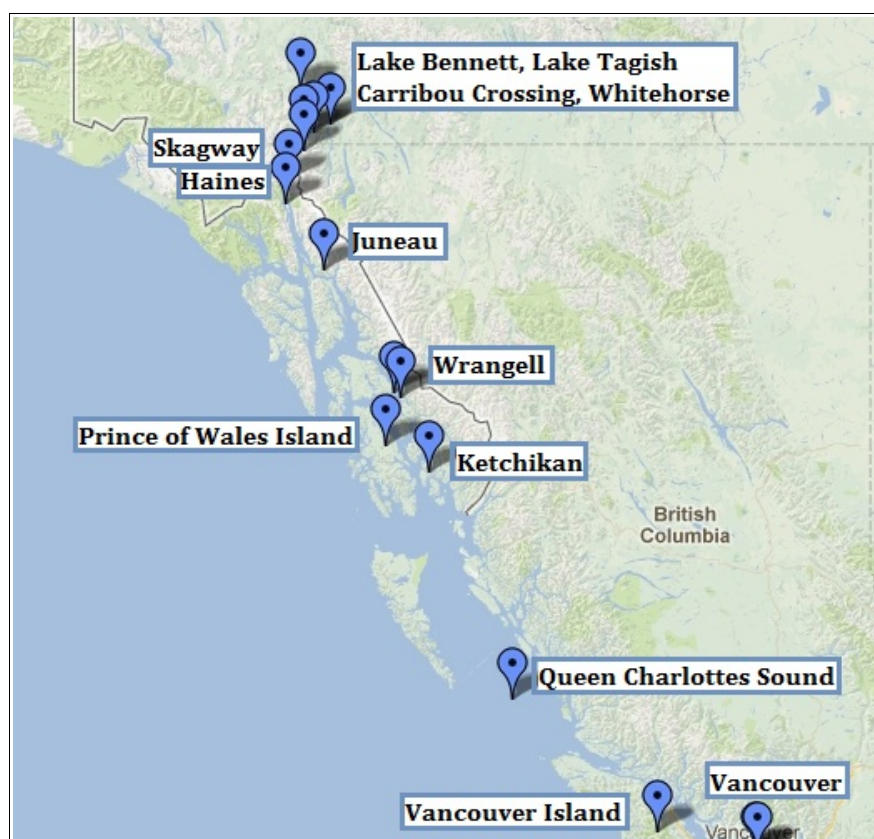 Lake Bennett, Lake Tagish
Carribou Crossing, Whitehorse
Skagway
Haines
Juneau
Wrangell
Prince of Wales Island
Ketchikan
British
Columbia
Queen Charlottes Sound
Vancouver
Vancouver Island
Vancouver